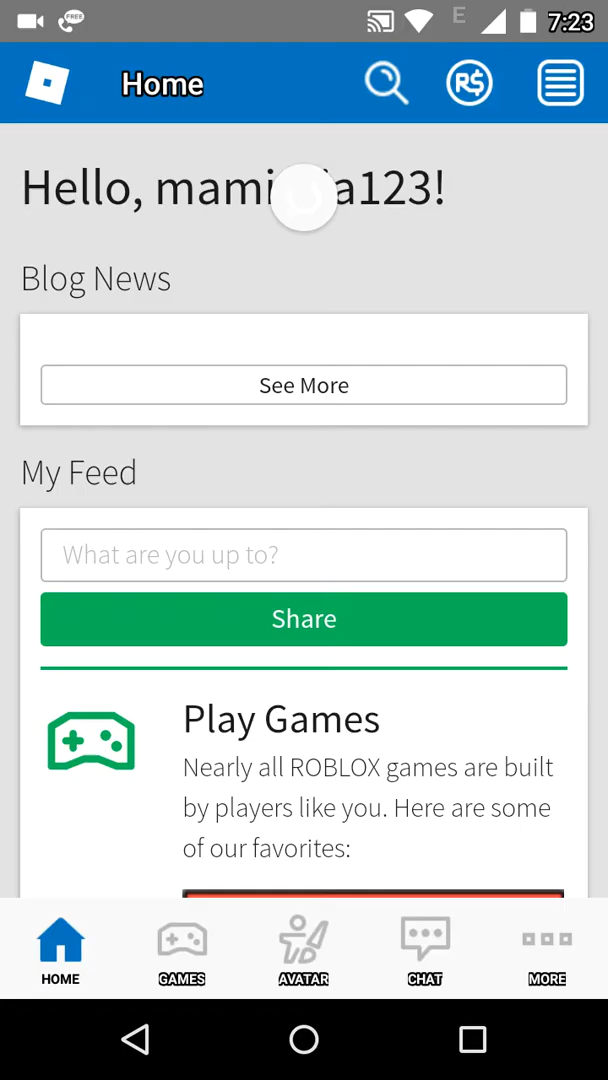 FREE
E
7:23
Home
R$
Hello,
Blog News
See More
My Feed
What are you up to?
Share
Play Games
Nearly all ROBLOX games are built
by players like you. Here are some
of our favorites:
HOME
GAMES
AVATAR
CHAT
MORE